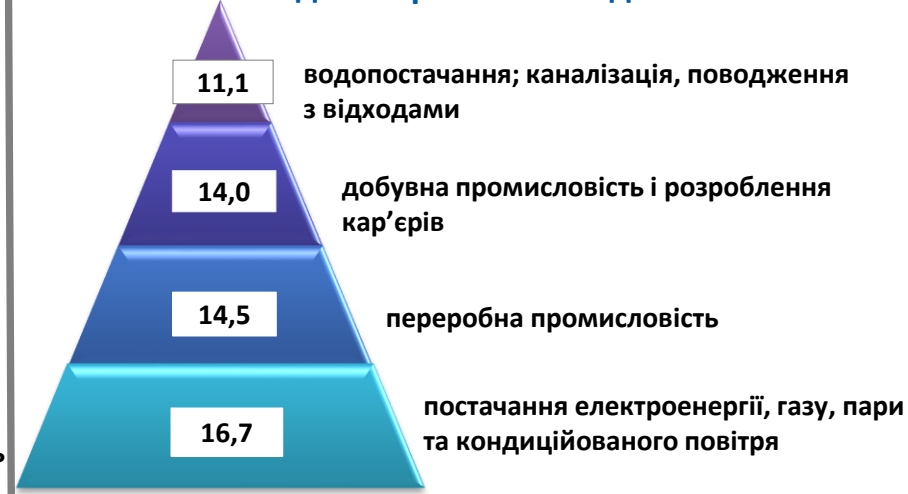 11,1
водопостачання; каналізація, поводження
з відходами
14,0
добувна промисловість і розроблення
кар’єрів
14,5
переробна промисловість
16,7
постачання електроенергії, газу, пари
та кондиційованого повітря